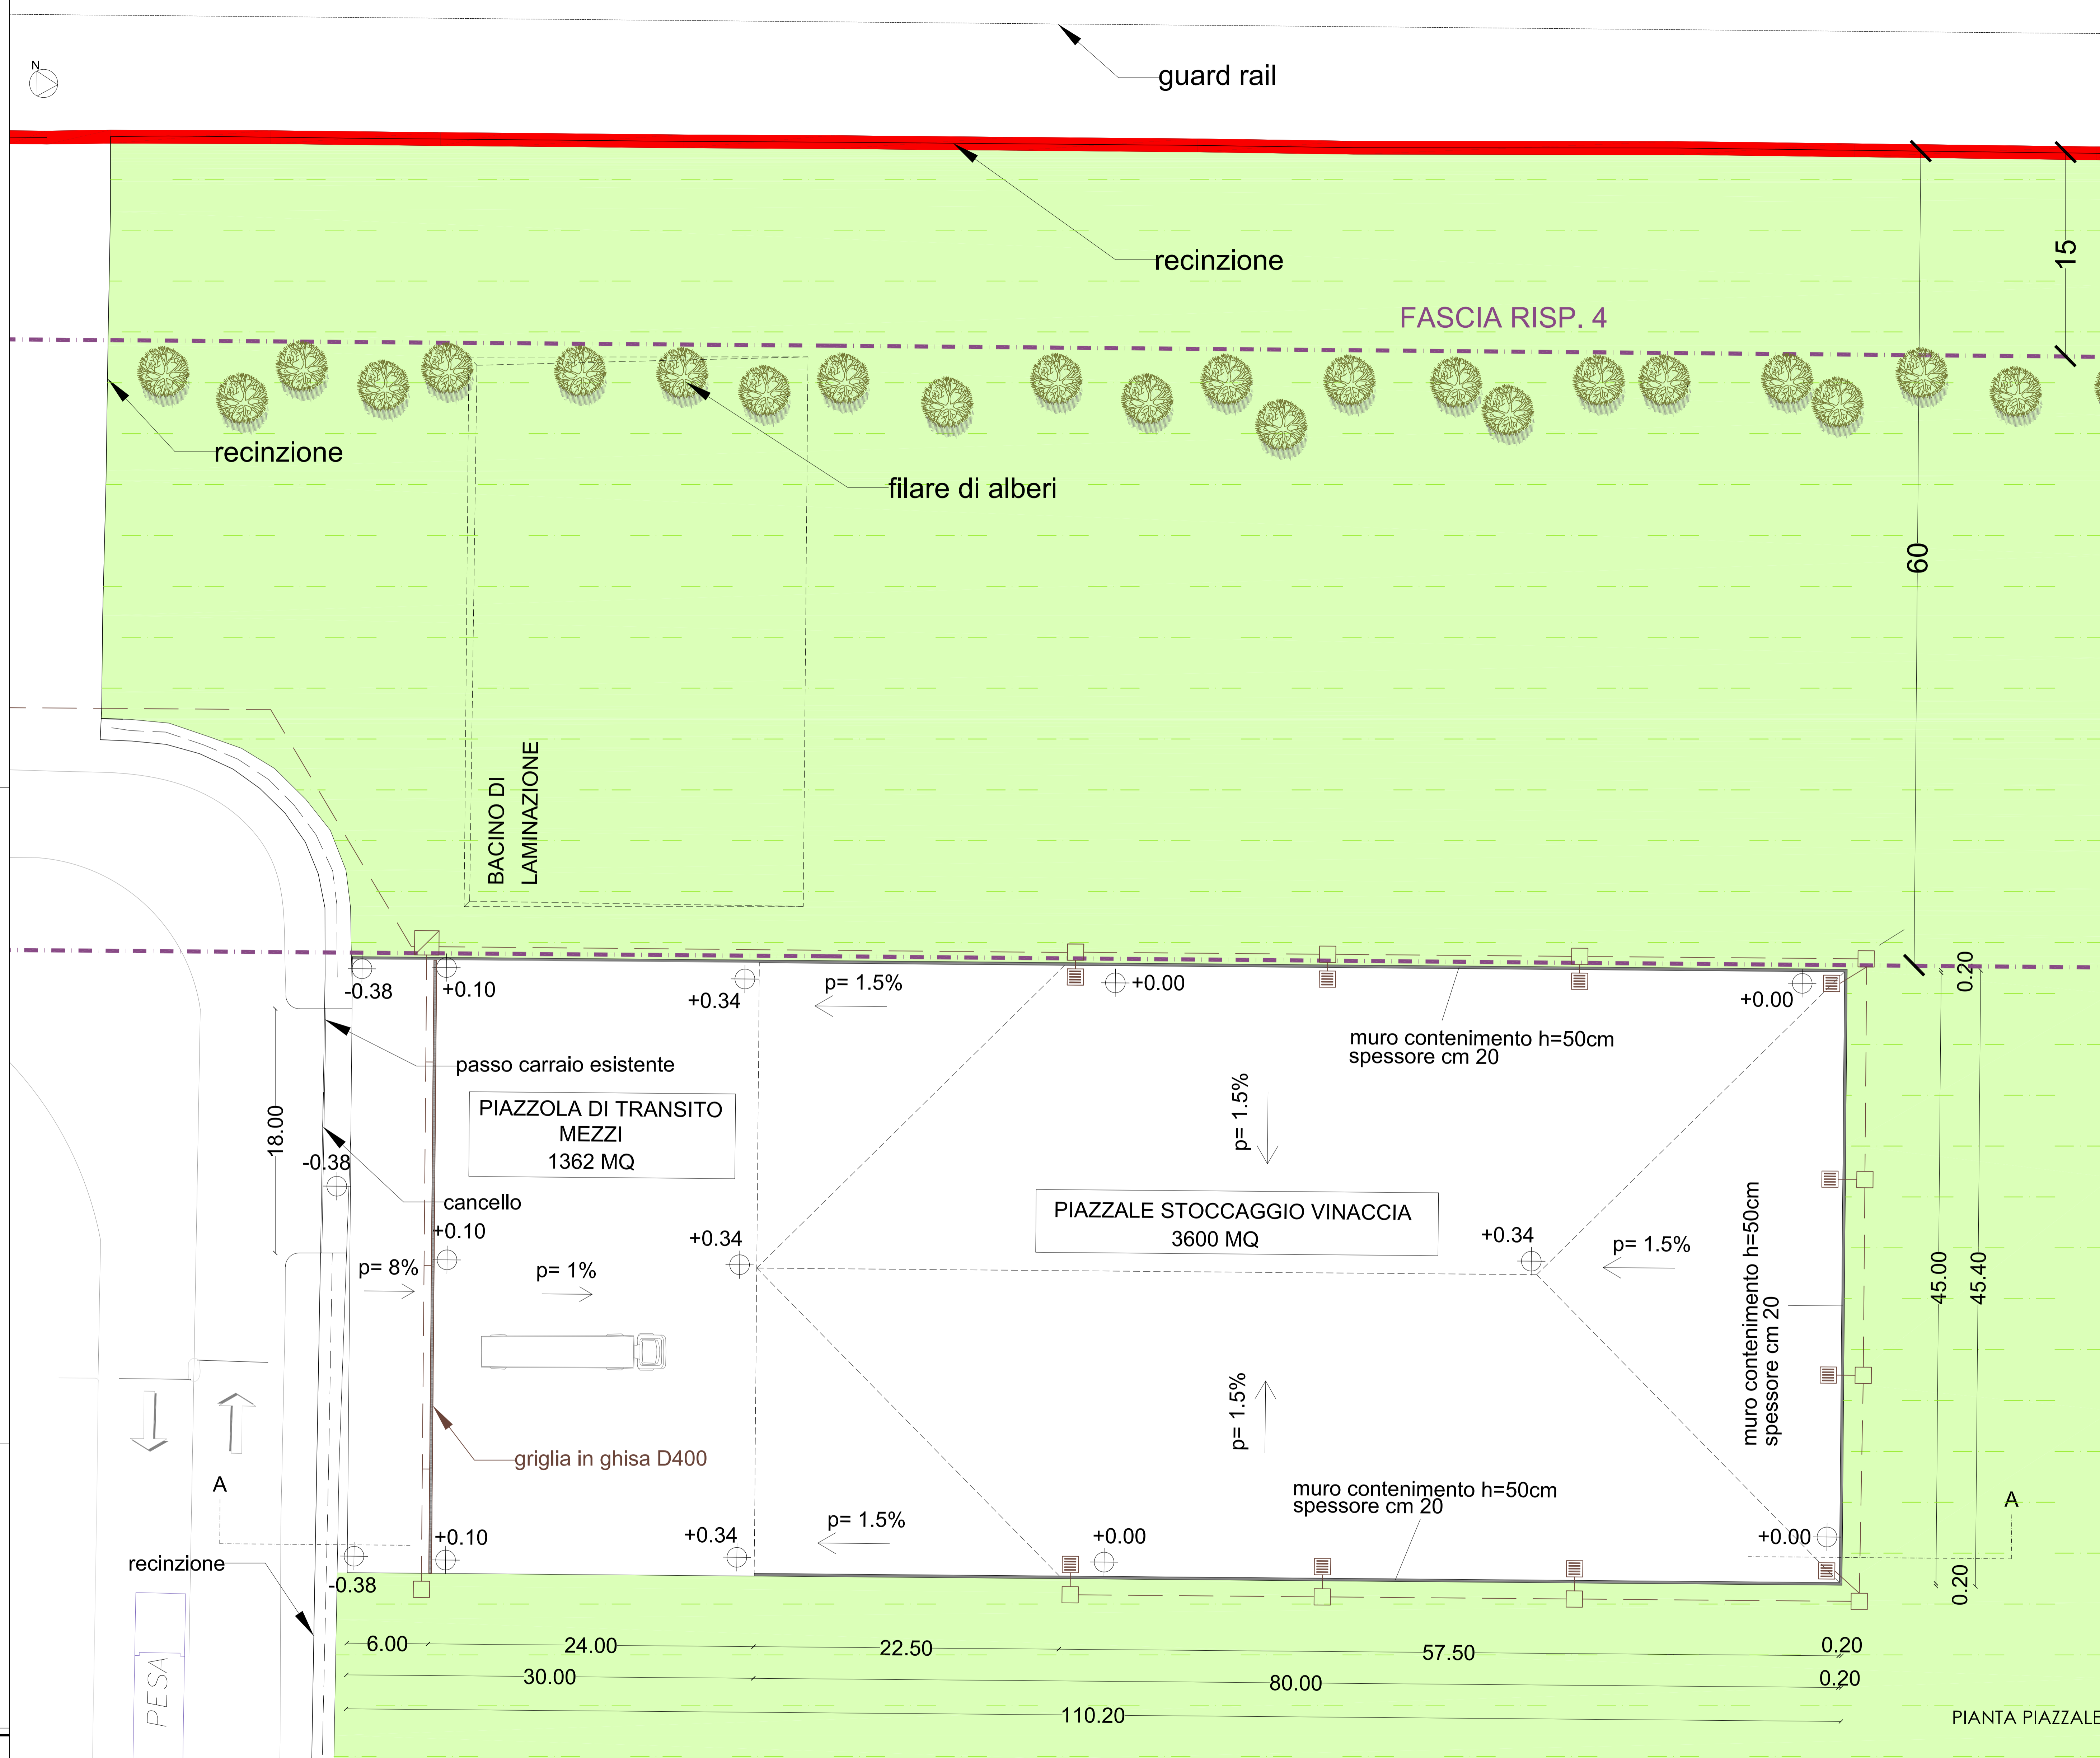 N
guard rail
recinzione
15
FASCIA RISP. 4
recinzione
filare di alberi
60
BACINO DI
LAMINAZIONE
-0.38
+0.10
+0.34
p= 1.5%
+0.00
+0.00
0.20
muro contenimento h=50cm
spessore cm 20
passo carraio esistente
PIAZZOLA DI TRANSITO
MEZZI
1362 MQ
18.00
-0.38
p= 1.5%
cancello
+0.10
PIAZZALE STOCCAGGIO VINACCIA
3600 MQ
+0.34
+0.34
p= 1.5%
p= 8%
p= 1%
muro contenimento h=50cm
spessore cm 20
45.00
45.40
p= 1.5%
griglia in ghisa D400
A
muro contenimento h=50cm
spessore cm 20
A
p= 1.5%
+0.10
+0.34
+0.00
+0.00
recinzione
-0.38
0.20
6.00
24.00
22.50
57.50
0.20
30.00
80.00
0.20
110.20
PESA
PIANTA PIAZZALE